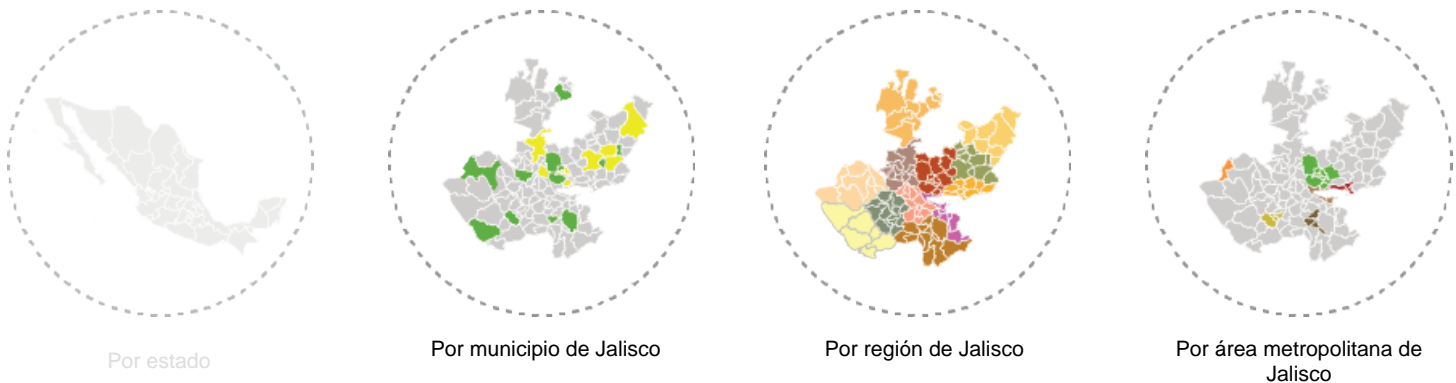 Por estado
Por municipio de Jalisco
Por región de Jalisco
Por área metropolitana de
Jalisco